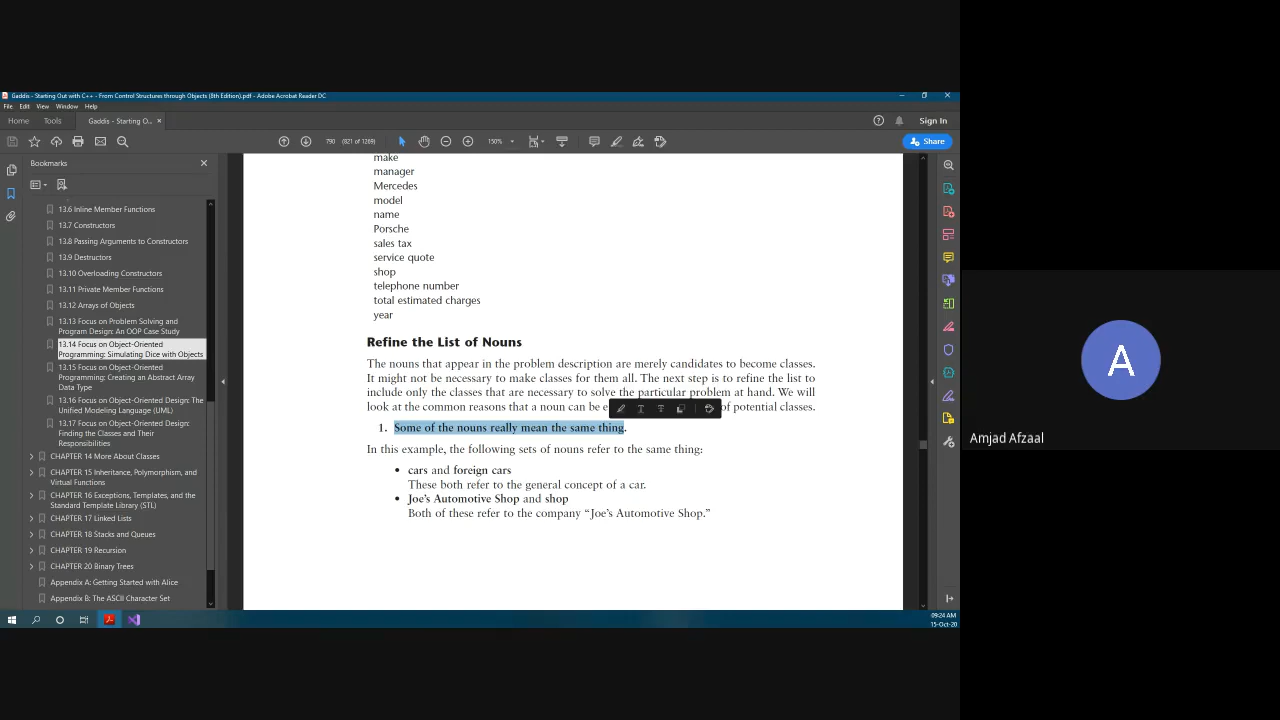 Gaddis - Starting Out with C++ - From Control Structures through Objects (8th Edition).pdf - Adobe Acrobat Reader DC
File Edit View Window Help
Home Tools Gaddis - Starting O... × Sign In
790 (821 of 1269) 150% Share
Bookmarks
13.6 Inline Member Functions
13.7 Constructors
13.8 Passing Arguments to Constructors
13.9 Destructors
13.10 Overloading Constructors
13.11 Private Member Functions
13.12 Arrays of Objects
13.13 Focus on Problem Solving and
Program Design: An OOP Case Study
13.14 Focus on Object-Oriented
Programming: Simulating Dice with Objects
13.15 Focus on Object-Oriented
Programming: Creating an Abstract Array
Data Type
13.16 Focus on Object-Oriented Design: The
Unified Modeling Language (UML)
13.17 Focus on Object-Oriented Design:
Finding the Classes and Their
Responsibilities
CHAPTER 14 More About Classes
CHAPTER 15 Inheritance, Polymorphism, and
Virtual Functions
CHAPTER 16 Exceptions, Templates, and the
Standard Template Library (STL)
CHAPTER 17 Linked Lists
CHAPTER 18 Stacks and Queues
CHAPTER 19 Recursion
CHAPTER 20 Binary Trees
Appendix A: Getting Started with Alice
Appendix B: The ASCII Character Set
make
manager
Mercedes
model
name
Porsche
sales tax
service quote
shop
telephone number
total estimated charges
year
Refine the List of Nouns
The nouns that appear in the problem description are merely candidates to become classes.
It might not be necessary to make classes for them all. The next step is to refine the list to
include only the classes that are necessary to solve the particular problem at hand. We will
look at the common reasons that a noun can be e of potential classes.
1. Some of the nouns really mean the same thing.
In this example, the following sets of nouns refer to the same thing:
• cars and foreign cars
These both refer to the general concept of a car.
• Joe's Automotive Shop and shop
Both of these refer to the company “Joe's Automotive Shop.”
09:24 AM
15-Oct-20
A
Amjad Afzaal